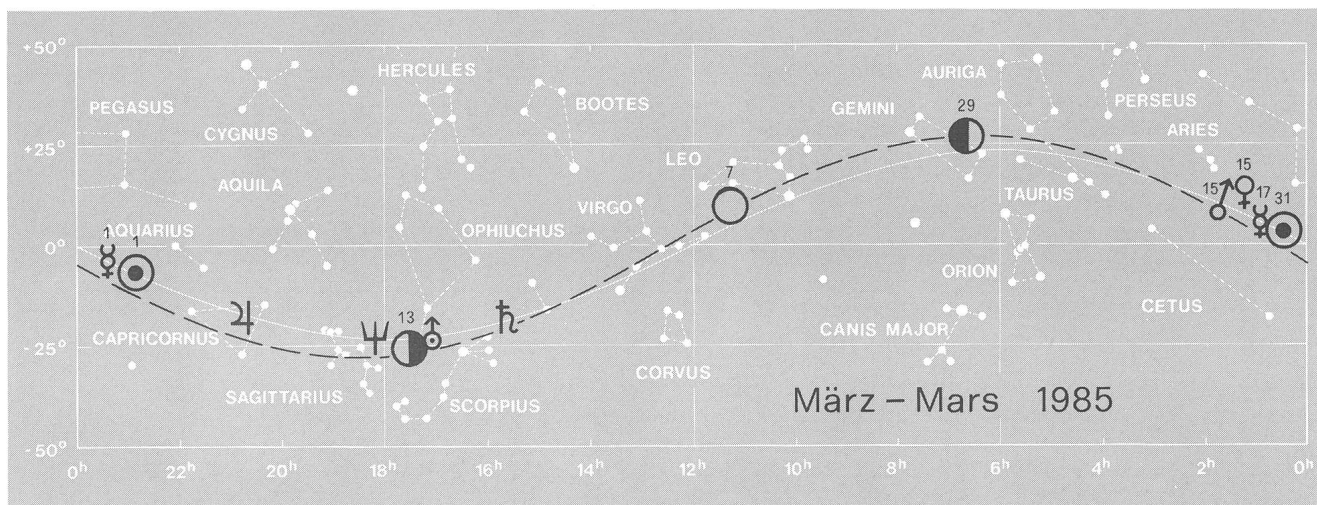 +50°
HERCULES
AURIGA
29
PEGASUS
BOOTES
GEMINI
PERSEUS
CYGNUS
ARIES
+25°
LEO
7
15
AQUILA
VIRGO
TAURUS
15
17
31
AQUARIUS
OPHIUCHUS
1
1
0°
ORION
13
CETUS
CAPRICORNUS
CANIS MAJOR
-25°
CORVUS
SAGITTARIUS
SCORPIUS
März – Mars 1985
-50°
0h 22h 20h 18h 16h 14h 12h 10h 8h 6h 4h 2h 0h